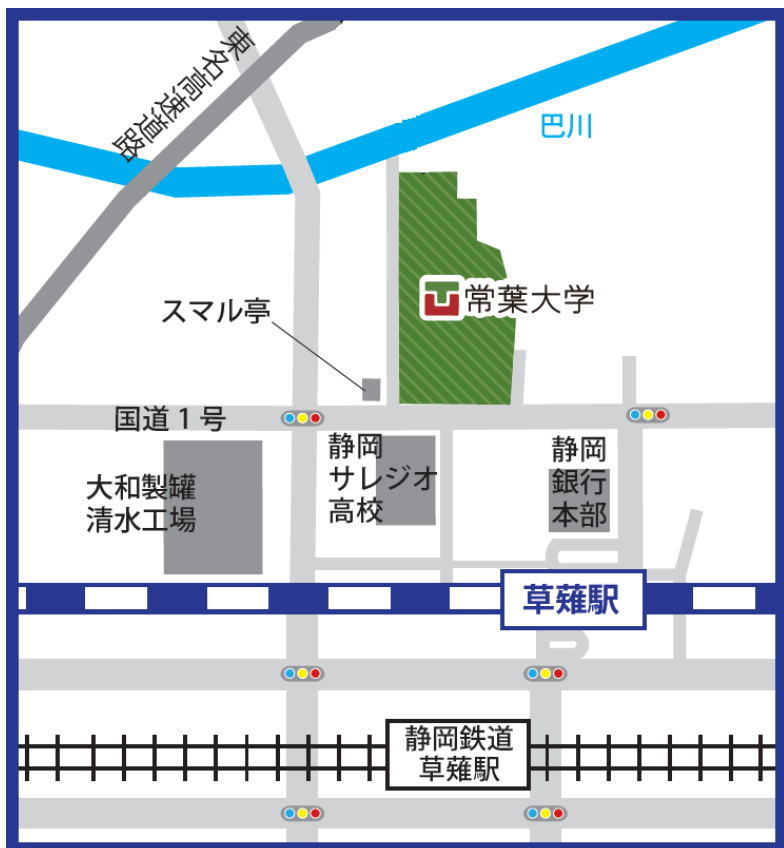 東名高速道路
巴川
常葉大学
スマル亭
国道1号
静岡
サレジオ
高校
静岡
銀行
本部
大和製罐
清水工場
草薙駅
静岡鉄道
草薙駅